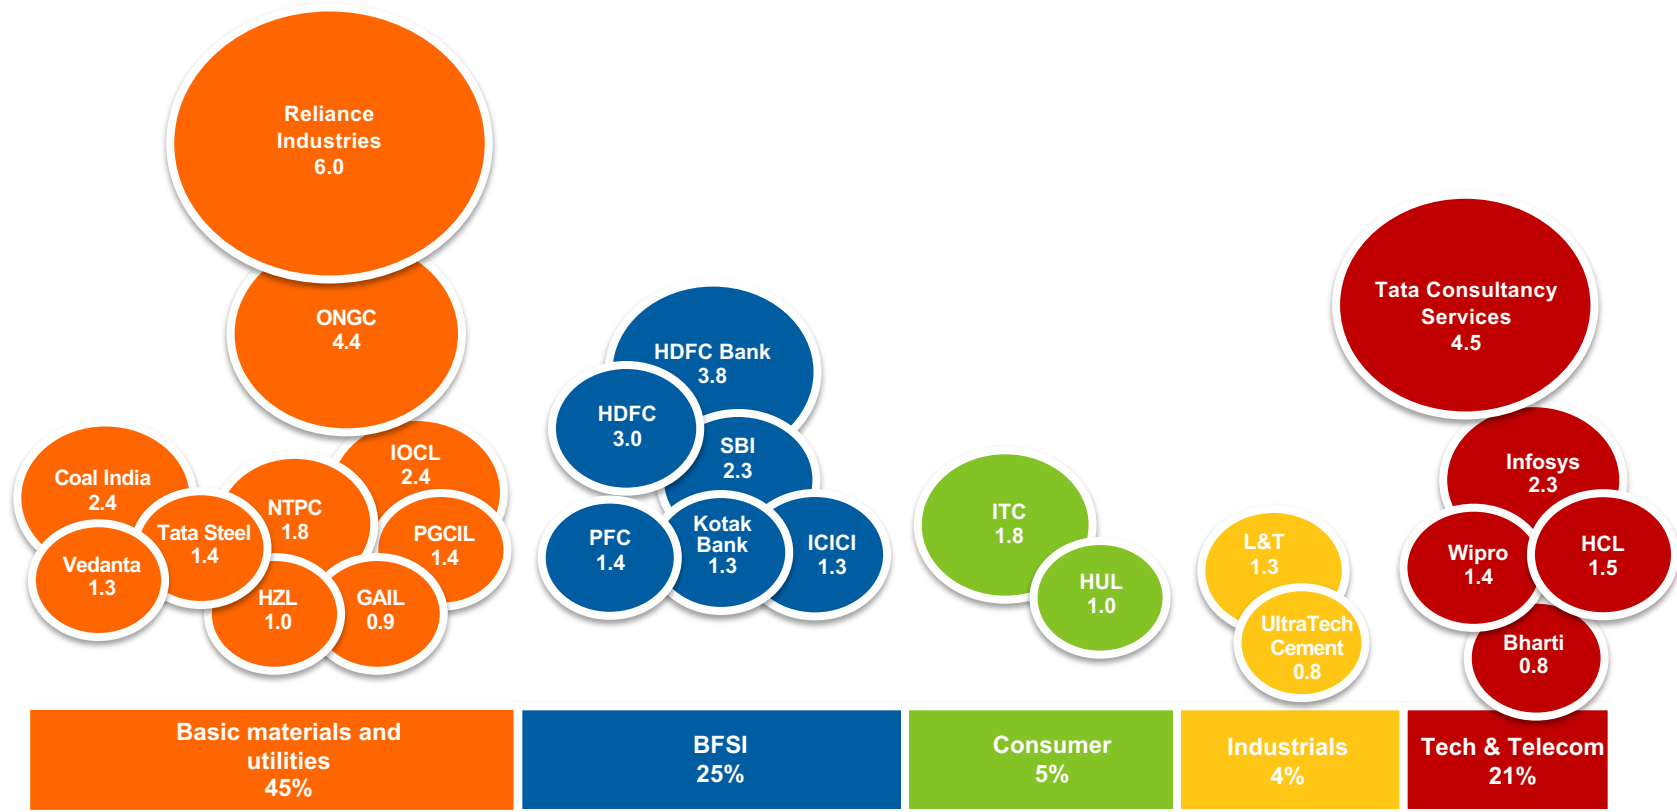 Reliance
Industries
6.0
ONGC
4.4
Coal India
2.4
Vedanta
1.3
Tata Steel
1.4
NTPC
1.8
IOCL
2.4
PGCIL
1.4
HZL
1.0
GAIL
0.9
HDFC Bank
3.8
HDFC
3.0
SBI
2.3
PFC
1.4
Kotak
Bank
1.3
ICICI
1.3
ITC
1.8
HUL
1.0
L&T
1.3
UltraTech
Cement
0.8
Tata Consultancy
Services
4.5
Infosys
2.3
Wipro
1.4
HCL
1.5
Bharti
0.8
Basic materials and
utilities
45%
BFSI
25%
Consumer
5%
Industrials
4%
Tech & Telecom
21%